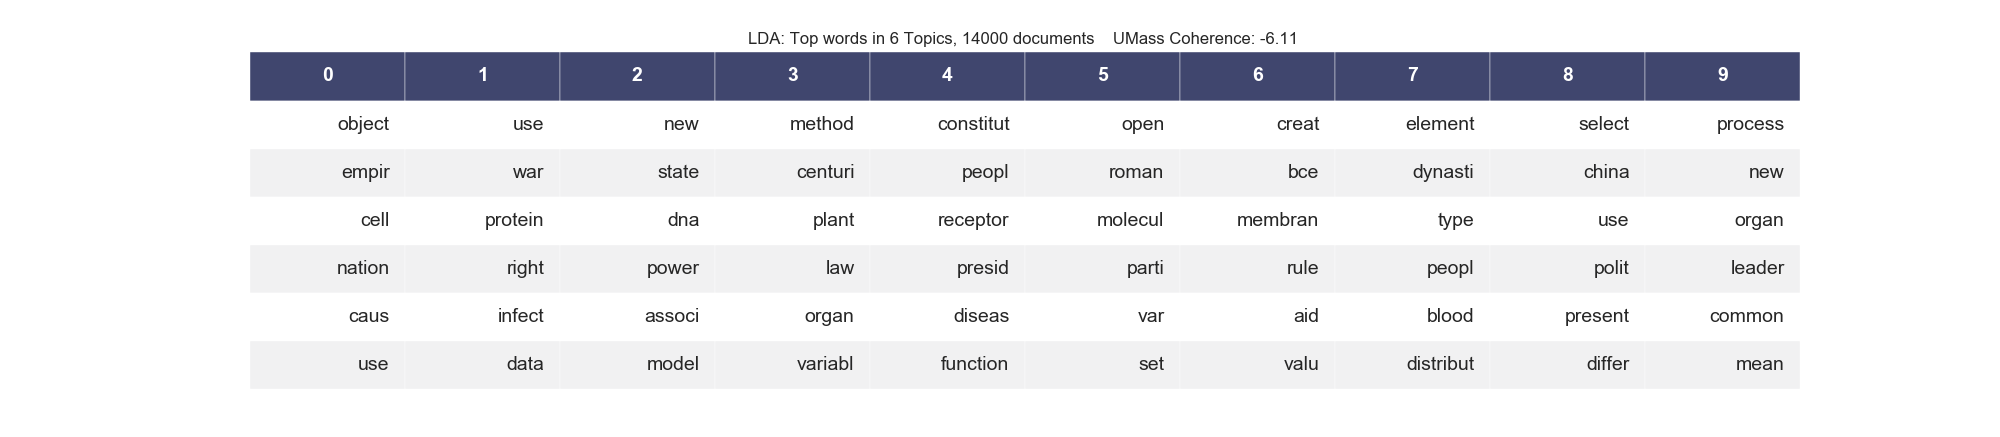 LDA: Top words in 6 Topics, 14000 documents    UMass Coherence: -6.11
0 1 2 3 4 5 6 7 8 9
object use new method constitut open creat element select process
empir war state centuri peopl roman bce dynasti china new
cell protein dna plant receptor molecul membran type use organ
nation right power law presid parti rule peopl polit leader
caus infect associ organ diseas var aid blood present common
use data model variabl function set valu distribut differ mean